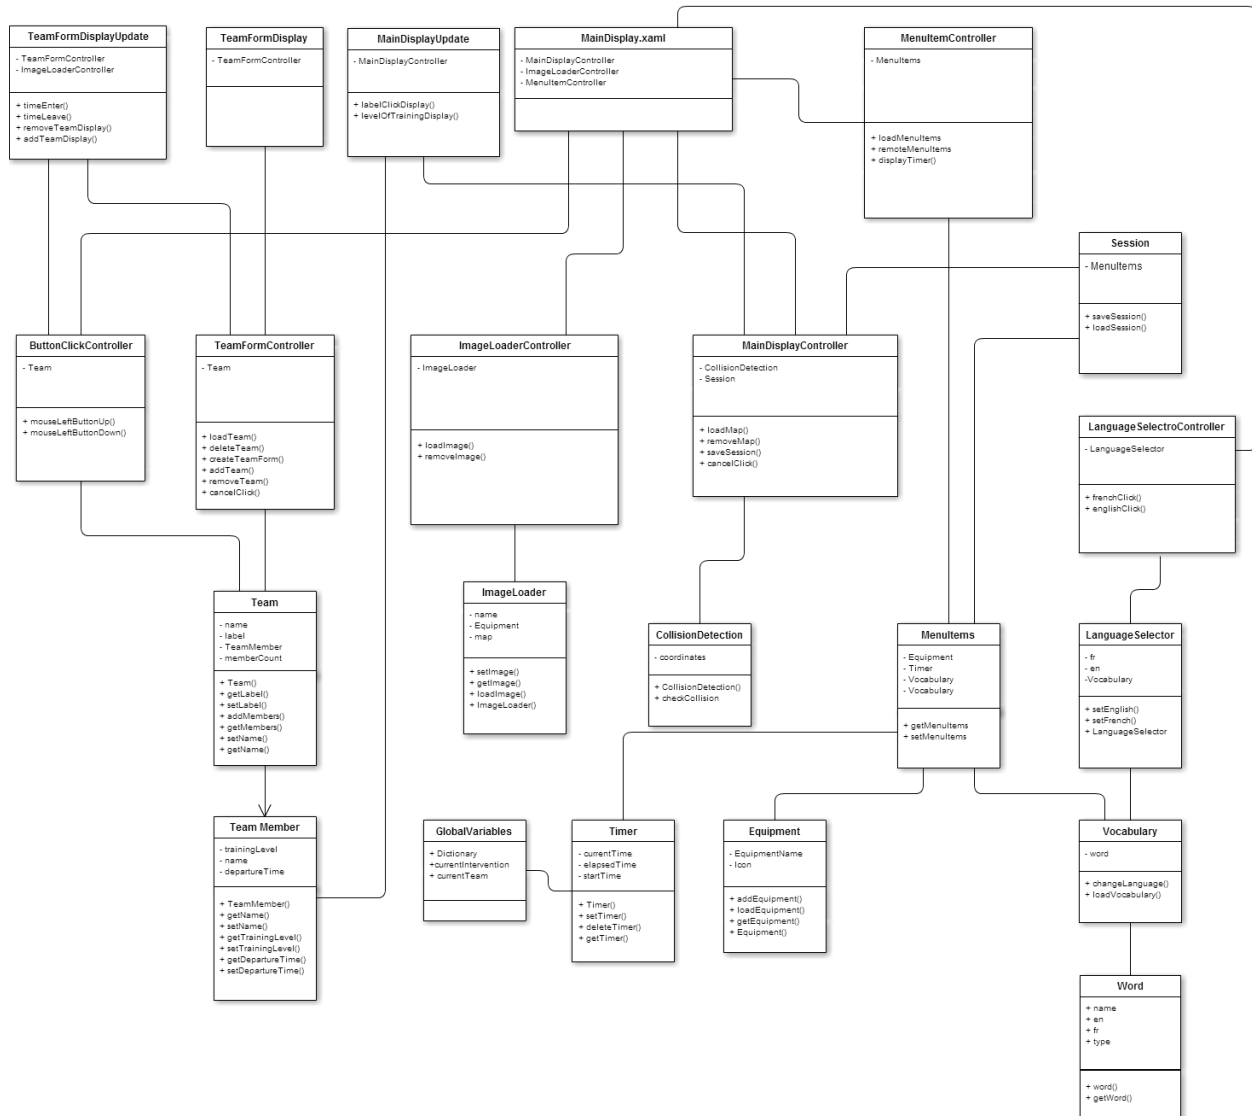 TeamFormDisplayUpdate
- TeamFormController
- ImageLoaderController
+ timeEnter()
+ timeLeave()
+ removeTeamDisplay()
+ addTeamDisplay()
TeamFormDisplay
- TeamFormController
MainDisplayUpdate
- MainDisplayController
+ labelClickDisplay()
+ levelOfTrainingDisplay()
MainDisplay.xaml
- MainDisplayController
- ImageLoaderController
- MenuItemController
MenuItemController
- MenuItems
+ loadMenuItems
+ remoteMenuItems
+ displayTimer()
Session
- MenuItems
+ saveSession()
+ loadSession()
ButtonClickController
- Team
+ mouseLeftButtonUp()
+ mouseLeftButtonDown()
TeamFormController
- Team
+ loadTeam()
+ deleteTeam()
+ createTeamForm()
+ addTeam()
+ removeTeam()
+ cancelClick()
ImageLoaderController
- ImageLoader
+ loadImage()
+ removeImage()
MainDisplayController
- CollisionDetection
- Session
+ loadMap()
+ removeMap()
+ saveSession()
+ cancelClick()
LanguageSelectroController
- LanguageSelector
+ frenchClick()
+ englishClick()
Team
- name
- label
- TeamMember
- memberCount
+ Team()
+ getLabel()
+ setLabel()
+ addMembers()
+ getMembers()
+ setName()
+ getName()
ImageLoader
- name
- Equipment
- map
+ setImage()
+ getImage()
+ loadImage()
+ ImageLoader()
CollisionDetection
- coordinates
+ CollisionDetection()
+ checkCollision
MenuItems
- Equipment
- Timer
- Vocabulary
- Vocabulary
+ getMenuItems
+ setMenuItems
LanguageSelector
- fr
- en
-Vocabulary
+ setEnglish()
+ setFrench()
+ LanguageSelector
Team Member
- trainingLevel
- name
- departureTime
+ TeamMember()
+ getName()
+ setName()
+ getTrainingLevel()
+ setTrainingLevel()
+ getDepartureTime()
+ setDepartureTime()
GlobalVariables
+ Dictionary
+currentIntervention
+ currentTeam
Timer
- currentTime
- elapsedTime
- startTime
+ Timer()
+ setTimer()
+ deleteTimer()
+ getTimer()
Equipment
- EquipmentName
- Icon
+ addEquipment()
+ loadEquipment()
+ getEquipment()
+ Equipment()
Vocabulary
- word
+ changeLanguage()
+ loadVocabulary()
Word
+ name
+ en
+ fr
+ type
+ word()
+ getWord()